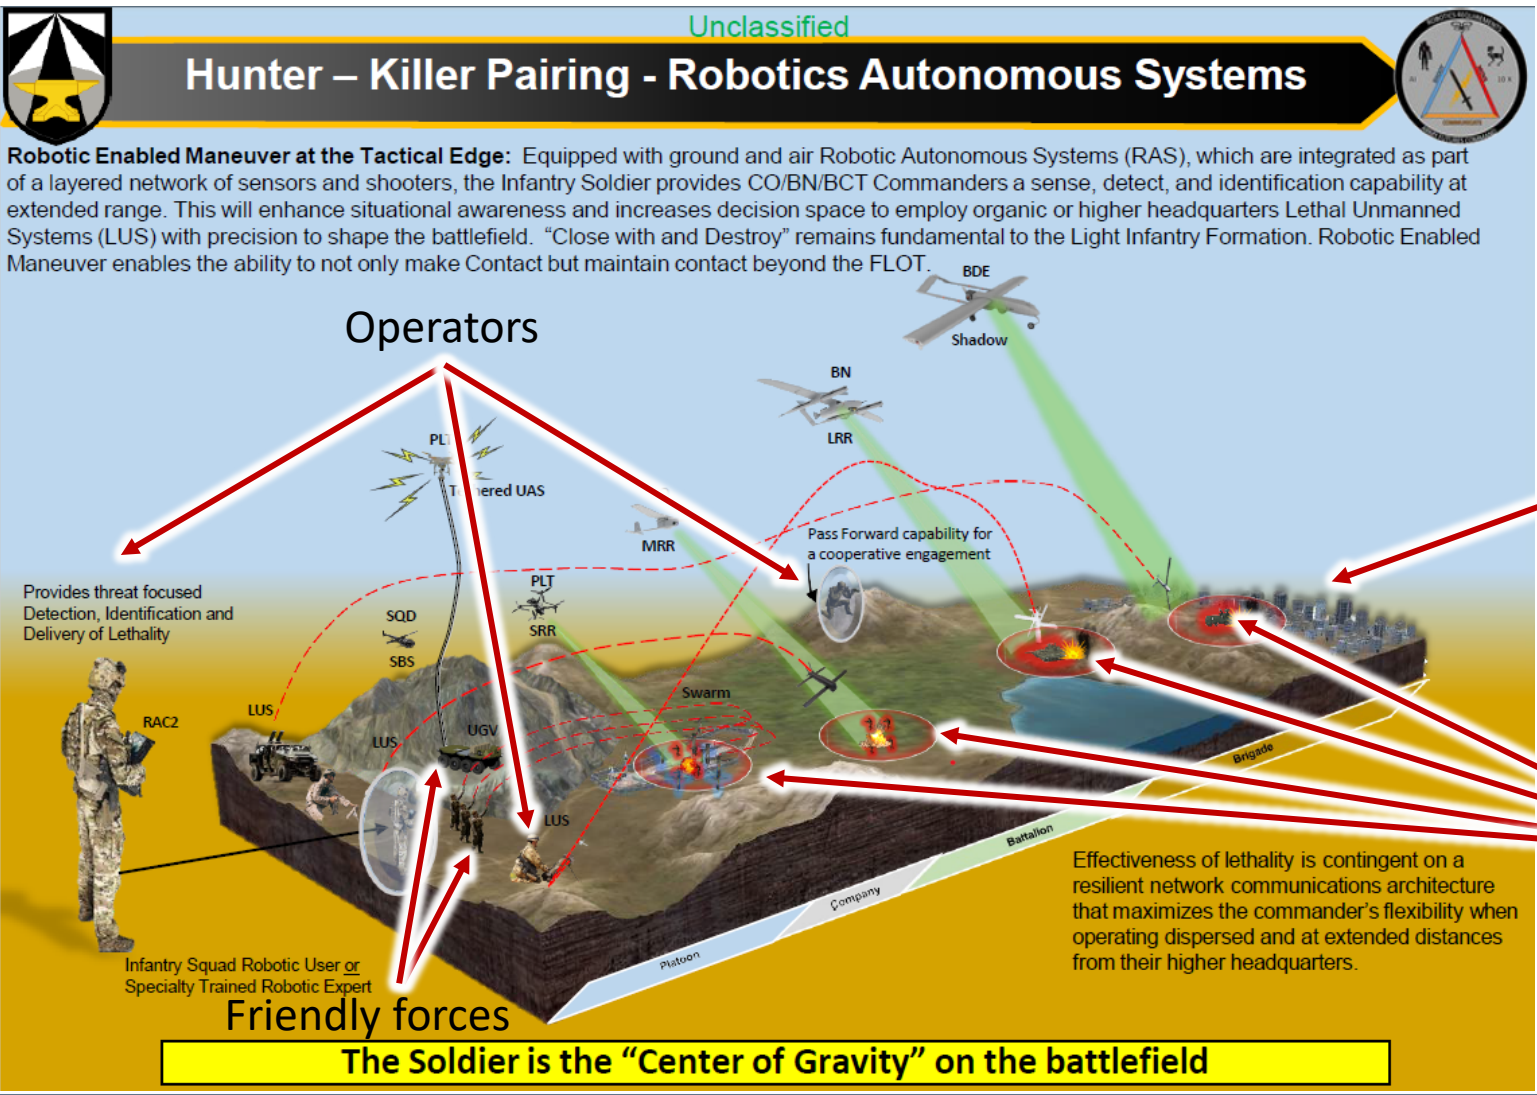 Unclassified
Hunter – Killer Pairing - Robotics Autonomous Systems
Robotic Enabled Maneuver at the Tactical Edge: Equipped with ground and air Robotic Autonomous Systems (RAS), which are integrated as part
of a layered network of sensors and shooters, the Infantry Soldier provides CO/BN/BCT Commanders a sense, detect, and identification capability at
extended range. This will enhance situational awareness and increases decision space to employ organic or higher headquarters Lethal Unmanned
Systems (LUS) with precision to shape the battlefield. “Close with and Destroy” remains fundamental to the Light Infantry Formation. Robotic Enabled
Maneuver enables the ability to not only make Contact but maintain contact beyond the FLOT.
BDE
Shadow
Operators
BN
LRR
PLT
Tethered UAS
MRR
Pass Forward capability for
a cooperative engagement
PLT
SRR
Provides threat focused
Detection, Identification and
Delivery of Lethality
SQD
SBS
RAC2
LUS
LUS
UGV
Swarm
LUS
Brigade
Battalion
Company
Platoon
Effectiveness of lethality is contingent on a
resilient network communications architecture
that maximizes the commander’s flexibility when
operating dispersed and at extended distances
from their higher headquarters.
Infantry Squad Robotic User or
Specialty Trained Robotic Expert
Friendly forces
The Soldier is the “Center of Gravity” on the battlefield